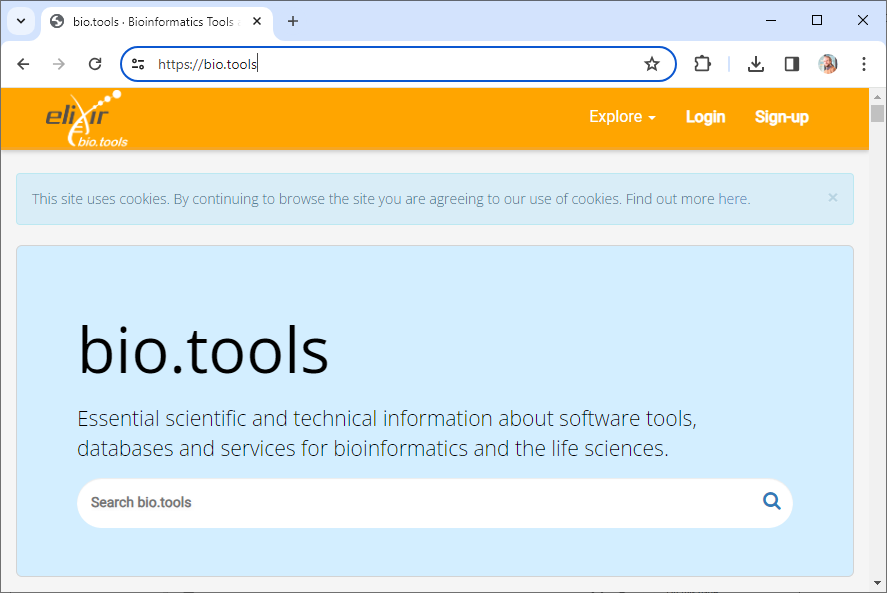 bio.tools · Bioinformatics Tools
https://bio.tools
elixir
bio.tools
Explore
Login
Sign-up
This site uses cookies. By continuing to browse the site you are agreeing to our use of cookies. Find out more here.
×
bio.tools
Essential scientific and technical information about software tools,
databases and services for bioinformatics and the life sciences.
Search bio.tools